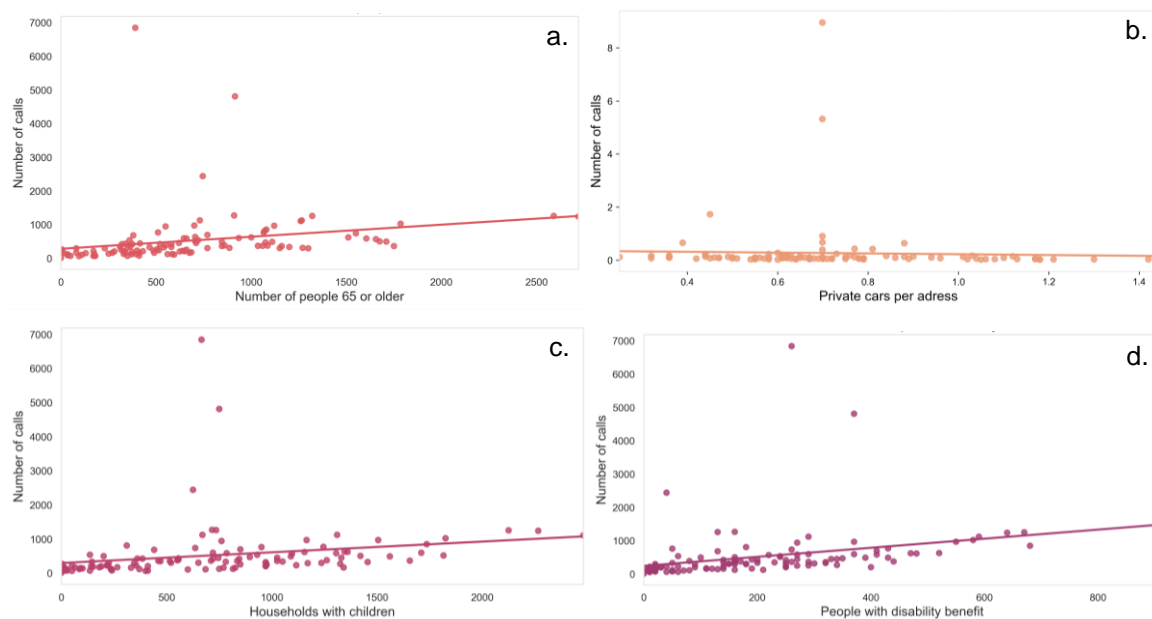 a.
7000
6000
5000
4000
3000
2000
1000
0
Number of calls
0 500 1000 1500 2000 2500
Number of people 65 or older
b.
8
6
4
2
0
Number of calls
0.4 0.6 0.8 1.0 1.2 1.4
Private cars per adress
c.
7000
6000
5000
4000
3000
2000
1000
0
Number of calls
0 500 1000 1500 2000
Households with children
d.
7000
6000
5000
4000
3000
2000
1000
0
Number of calls
0 200 400 600 800
People with disability benefit